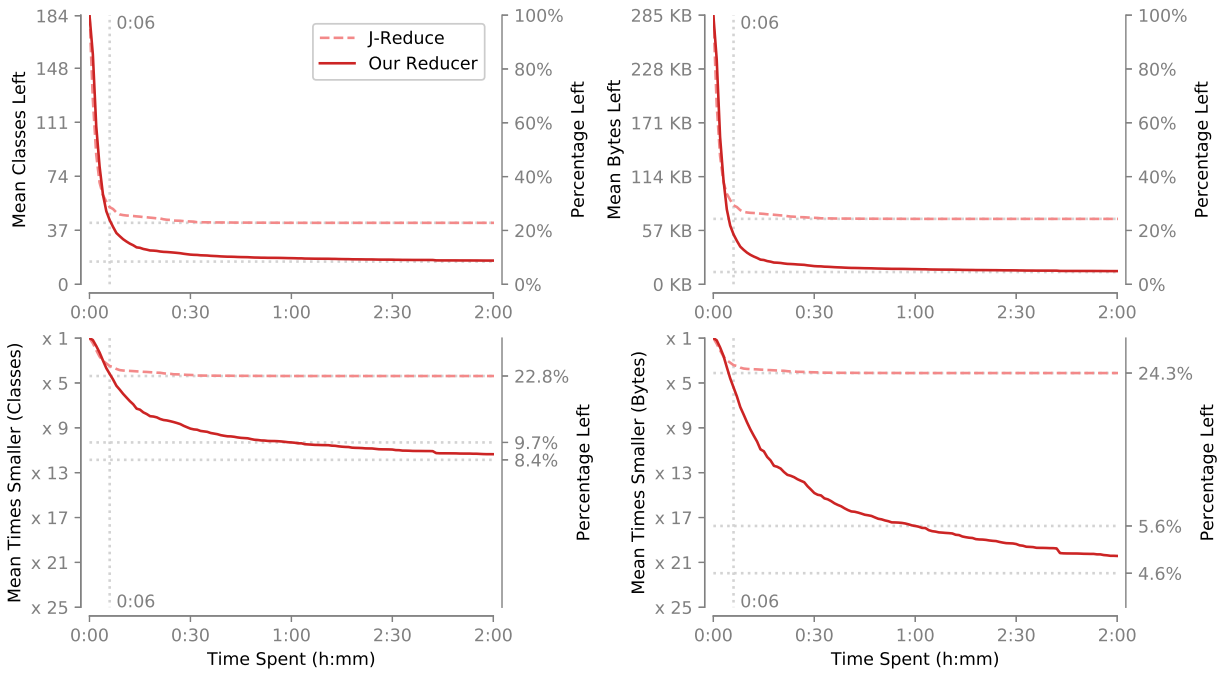 184
148
111
74
37
0
Mean Classes Left
0:06
J-Reduce
Our Reducer
100%
80%
60%
40%
20%
0%
Percentage Left
0:00
0:30
1:00
1:30
2:00
285 KB
228 KB
171 KB
114 KB
57 KB
0 KB
Mean Bytes Left
0:06
100%
80%
60%
40%
20%
0%
Percentage Left
0:00
0:30
1:00
2:30
2:00
x 1
x 5
x 9
x 13
x 17
x 21
x 25
Mean Times Smaller (Classes)
0:06
22.8%
9.7%
8.4%
Percentage Left
0:00
0:30
1:00
2:30
2:00
Time Spent (h:mm)
x 1
x 5
x 9
x 13
x 17
x 21
x 25
Mean Times Smaller (Bytes)
0:06
24.3%
5.6%
4.6%
Percentage Left
0:00
0:30
1:00
2:30
2:00
Time Spent (h:mm)